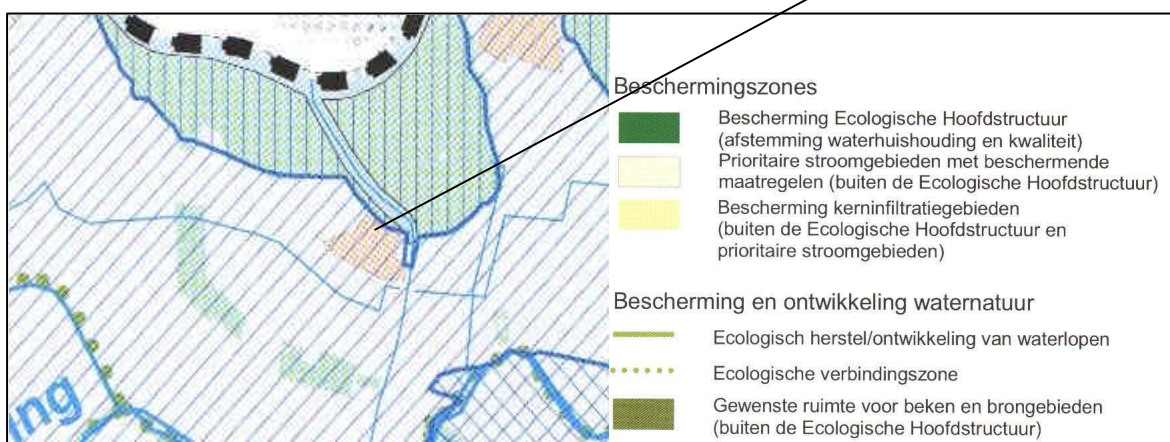 Beschermingszones
Bescherming Ecologische Hoofdstructuur
(afstemming waterhuishouding en kwaliteit)
Prioritaire stroomgebieden met beschermende
maatregelen (buiten de Ecologische Hoofdstructuur)
Bescherming kerninfiltratiegebieden
(buiten de Ecologische Hoofdstructuur en
prioritaire stroomgebieden)
Bescherming en ontwikkeling waternatuur
Ecologisch herstel/ontwikkeling van waterlopen
Ecologische verbindingszone
Gewenste ruimte voor beken en brongebieden
(buiten de Ecologische Hoofdstructuur)
ing